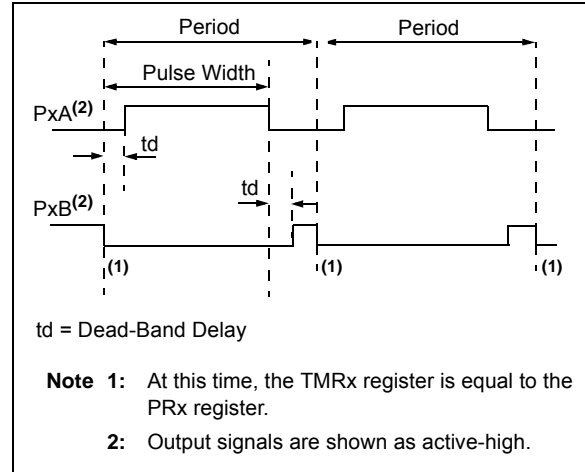 Period Period
Pulse Width
PxA(2)
td
td
PxB(2)
(1) (1) (1)
td = Dead-Band Delay
Note 1: At this time, the TMRx register is equal to the
PRx register.
2: Output signals are shown as active-high.